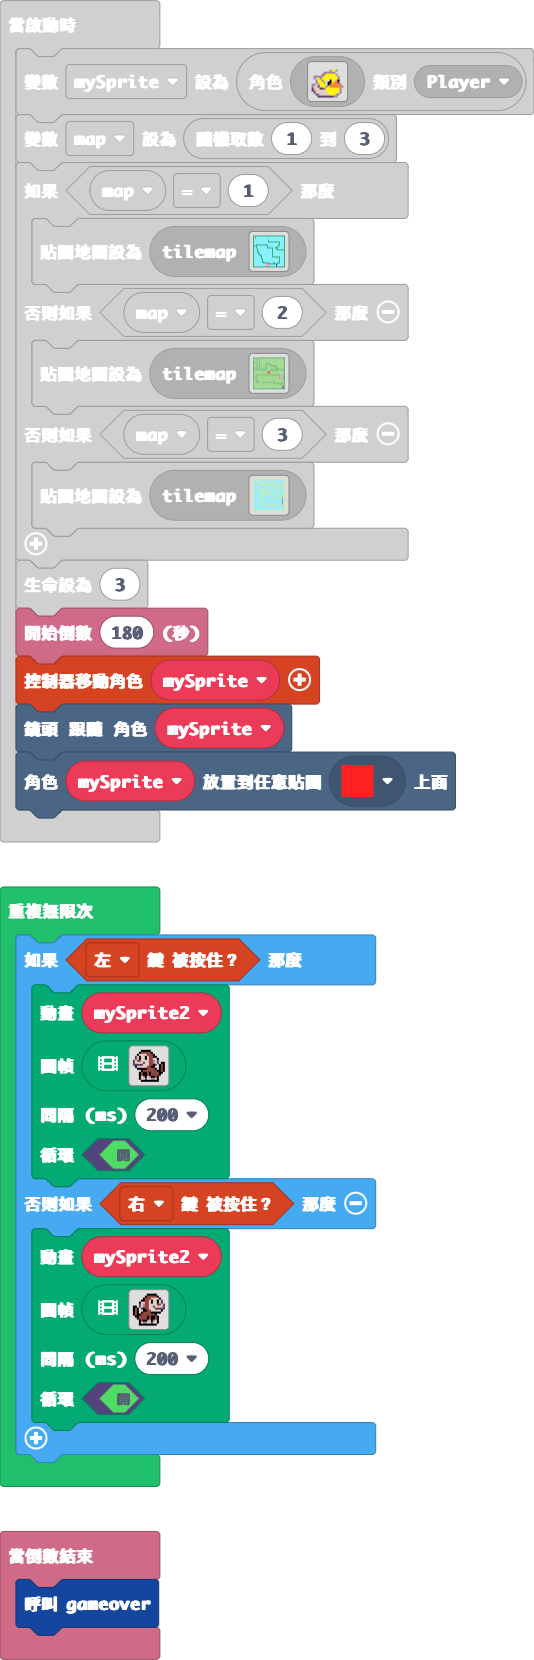 當啟動時
變數 mySprite 設為 角色 類別 Player
變數 map 設為 隨機取數 1 到 3
如果 map = 1 那麼
貼圖地圖設為 tilemap
否則如果 map = 2 那麼
貼圖地圖設為 tilemap
否則如果 map = 3 那麼
貼圖地圖設為 tilemap
生命設為 3
開始倒數 180 (秒)
控制器移動角色 mySprite
鏡頭 跟隨 角色 mySprite
角色 mySprite 放置到任意貼圖 上面
重複無限次
如果 左 鍵 被按住？ 那麼
動畫 mySprite2
圖幀
間隔 (ms) 200
循環 開
否則如果 右 鍵 被按住？ 那麼
動畫 mySprite2
圖幀
間隔 (ms) 200
循環 開
當倒數結束
呼叫 gameover